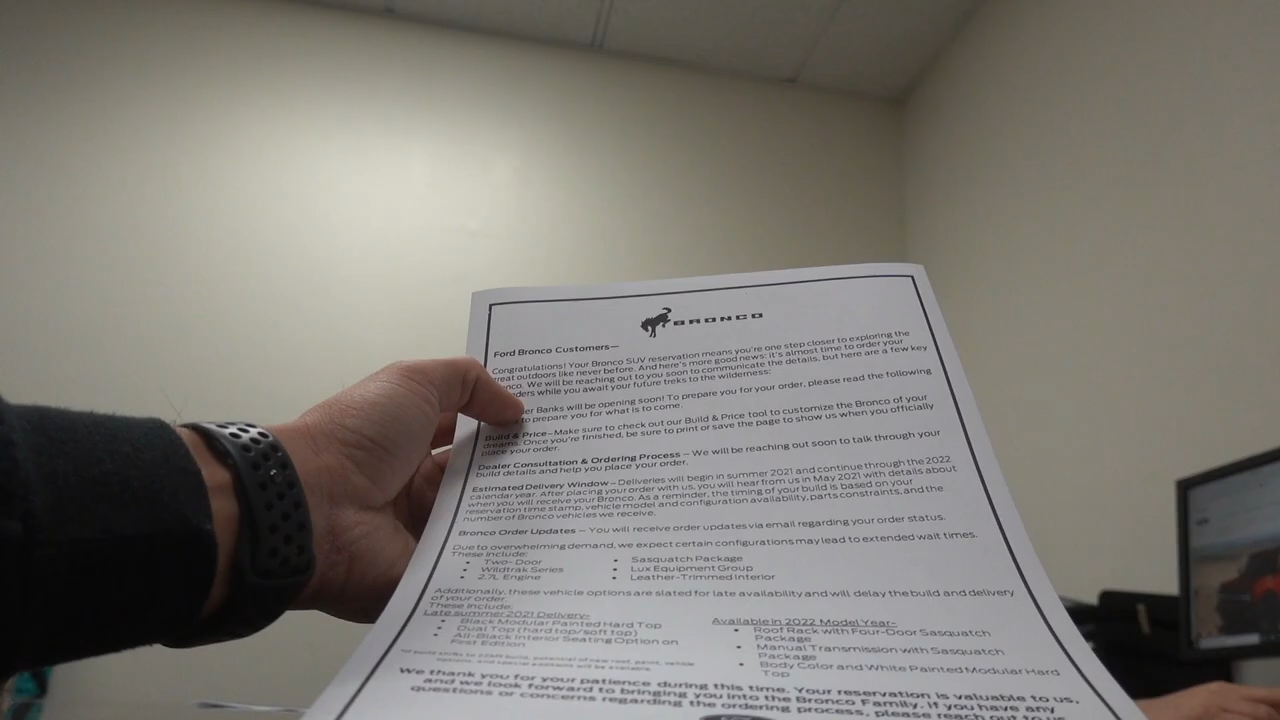 BRONCO
Ford Bronco Customers—
Congratulations! Your Bronco SUV reservation means you're one step closer to exploring the
great outdoors like never before. And here's more good news: it's almost time to order your
We will be reaching out to you soon to communicate the details, but here are a few key
while you await your future treks to the wilderness:
Banks will be opening soon! To prepare you for your order, please read the following
to prepare you for what is to come.
Build & Price—Make sure to check out our Build & Price tool to customize the Bronco of your
dreams. Once you're finished, be sure to print or save the page to show us when you officially
place your order.
Dealer Consultation & Ordering Process – We will be reaching out soon to talk through your
build details and help you place your order.
Estimated Delivery Window – Deliveries will begin in summer 2021 and continue through the 2022
calendar year. After placing your order with us, you will hear from us in May 2021 with details about
when you will receive your Bronco. As a reminder, the timing of your build is based on your
reservation time stamp, vehicle model and configuration availability, parts constraints, and the
number of Bronco vehicles we receive.
Bronco Order Updates – You will receive order updates via email regarding your order status.
Due to overwhelming demand, we expect certain configurations may lead to extended wait times.
These include:
• Two-Door
• Wildtrak Series
• 2.7L Engine
• Sasquatch Package
• Lux Equipment Group
• Leather-Trimmed Interior
Additionally, these vehicle options are slated for late availability and will delay the build and delivery
of your order.
These include:
Late summer 2021 Delivery-
• Black Modular Painted Hard Top
• Dual Top (hard top/soft top)
• All-Black Interior Seating Option on
First Edition
Available in 2022 Model Year-
• Roof Rack with Four-Door Sasquatch
Package
• Manual Transmission with Sasquatch
Package
• Body Color and White Painted Modular Hard
Top
We thank you for your patience during this time. Your reservation is valuable to us,
and we look forward to bringing you into the Bronco Family. If you have any
questions or concerns regarding the ordering process, please reach out to us